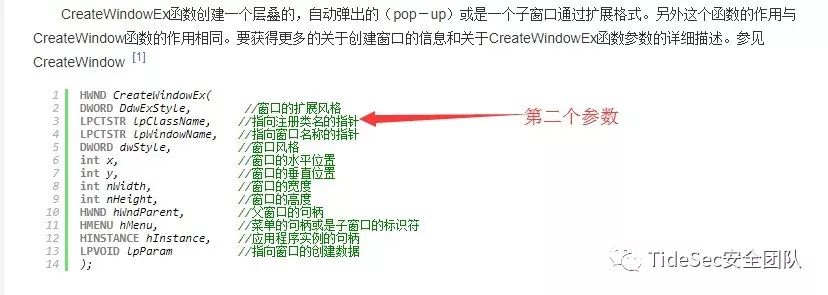 CreateWindowEx函数创建一个层叠的，自动弹出的（pop－up）或是一个子窗口通过扩展格式。另外这个函数的作用与
CreateWindow函数的作用相同。要获得更多的关于创建窗口的信息和关于CreateWindowEx函数参数的详细描述。参见
CreateWindow [1]
1 HWND CreateWindowEx(
2 DWORD DdwExStyle, //窗口的扩展风格
3 LPCTSTR lpClassName, //指向注册类名的指针
第二个参数
4 LPCTSTR lpWindowName, //指向窗口名称的指针
5 DWORD dwStyle, //窗口风格
6 int x, //窗口的水平位置
7 int y, //窗口的垂直位置
8 int nWidth, //窗口的宽度
9 int nHeight, //窗口的高度
10 HWND hWndParent, //父窗口的句柄
11 HMENU hMenu, //菜单的句柄或是子窗口的标识符
12 HINSTANCE hInstance, //应用程序实例的句柄
13 LPVOID lpParam //指向窗口的创建数据
14 );
TideSec安全团队